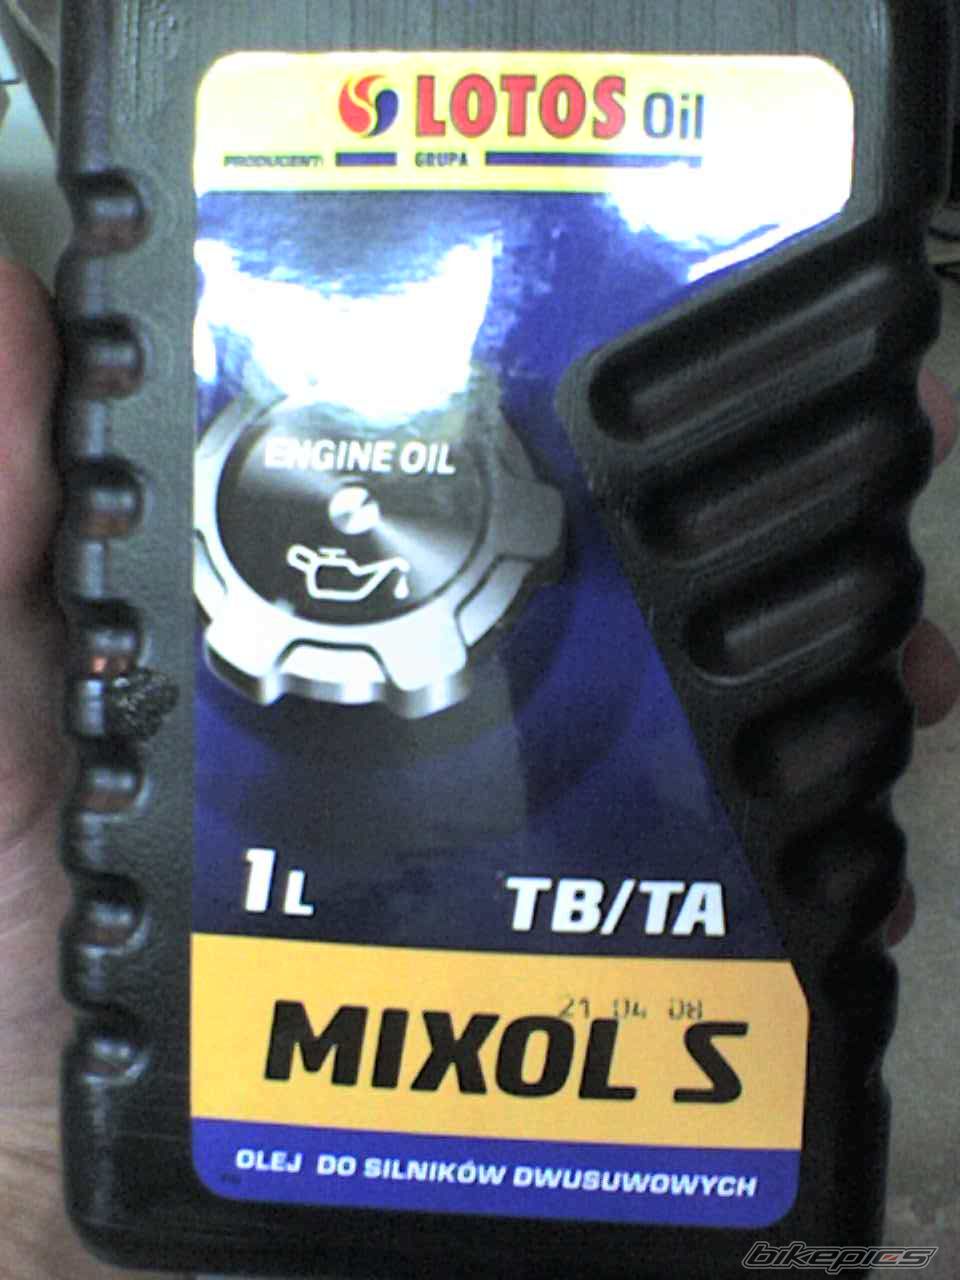 LOTOS Oil
PRODUCENT: GRUPA
ENGINE OIL
1L TB/TA
21 04 08
MIXOL S
OLEJ DO SILNIKÓW DWUSUWOWYCH
bikepics